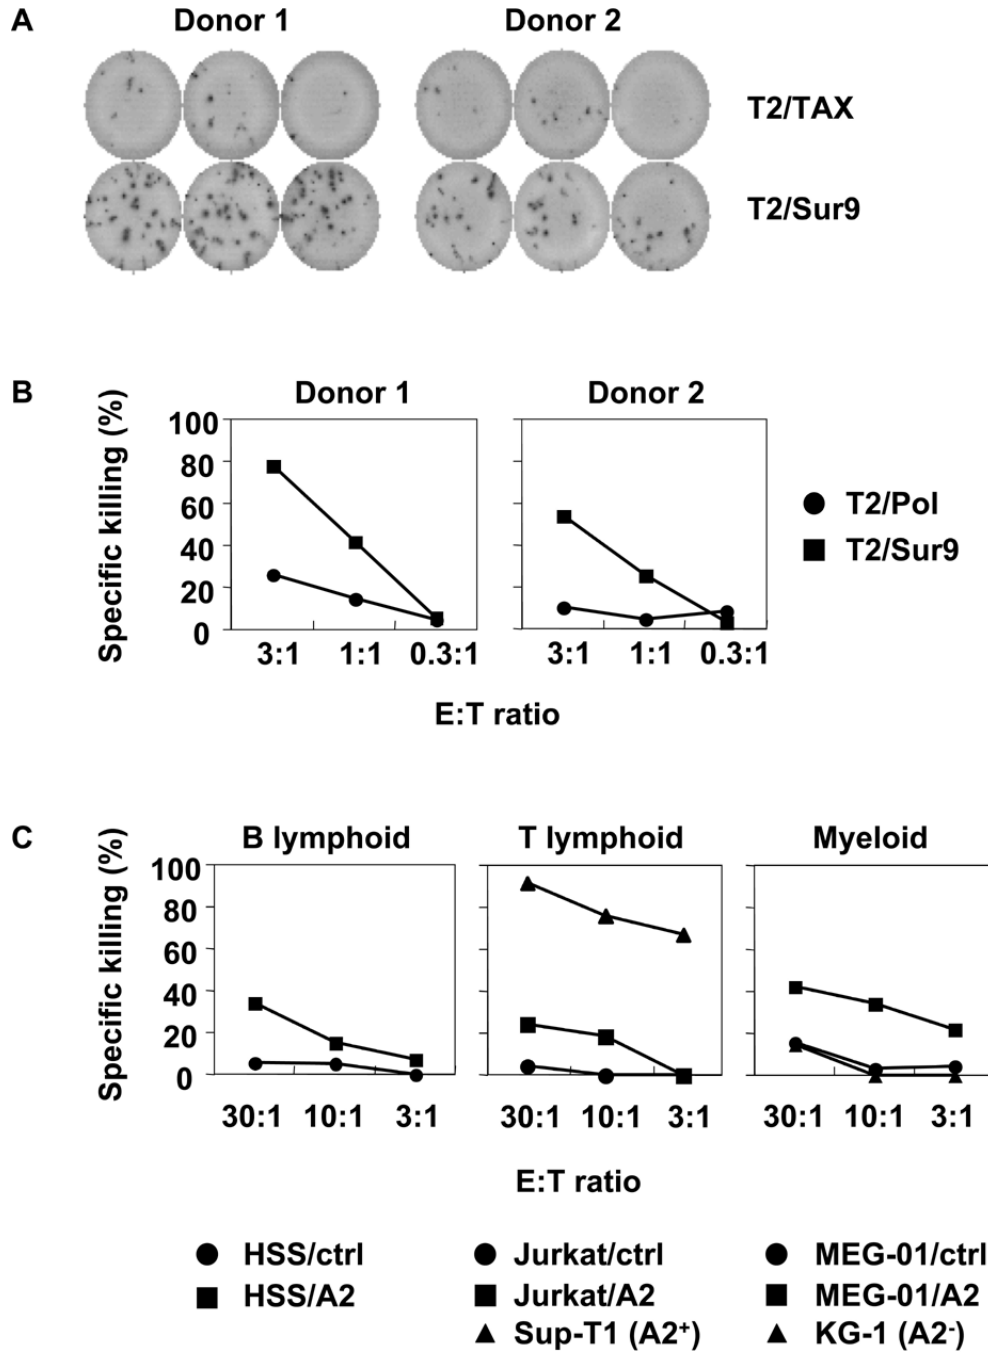 A
Donor 1 Donor 2
T2/TAX
T2/Sur9
B
Donor 1 Donor 2
Specific killing (%)
100
80
60
40
20
0
3:1 1:1 0.3:1 3:1 1:1 0.3:1
T2/Pol
T2/Sur9
E:T ratio
C
B lymphoid T lymphoid Myeloid
Specific killing (%)
100
80
60
40
20
0
30:1 10:1 3:1 30:1 10:1 3:1 30:1 10:1 3:1
E:T ratio
HSS/ctrl Jurkat/ctrl MEG-01/ctrl
HSS/A2 Jurkat/A2 MEG-01/A2
Sup-T1 (A2⁺) KG-1 (A2⁻)